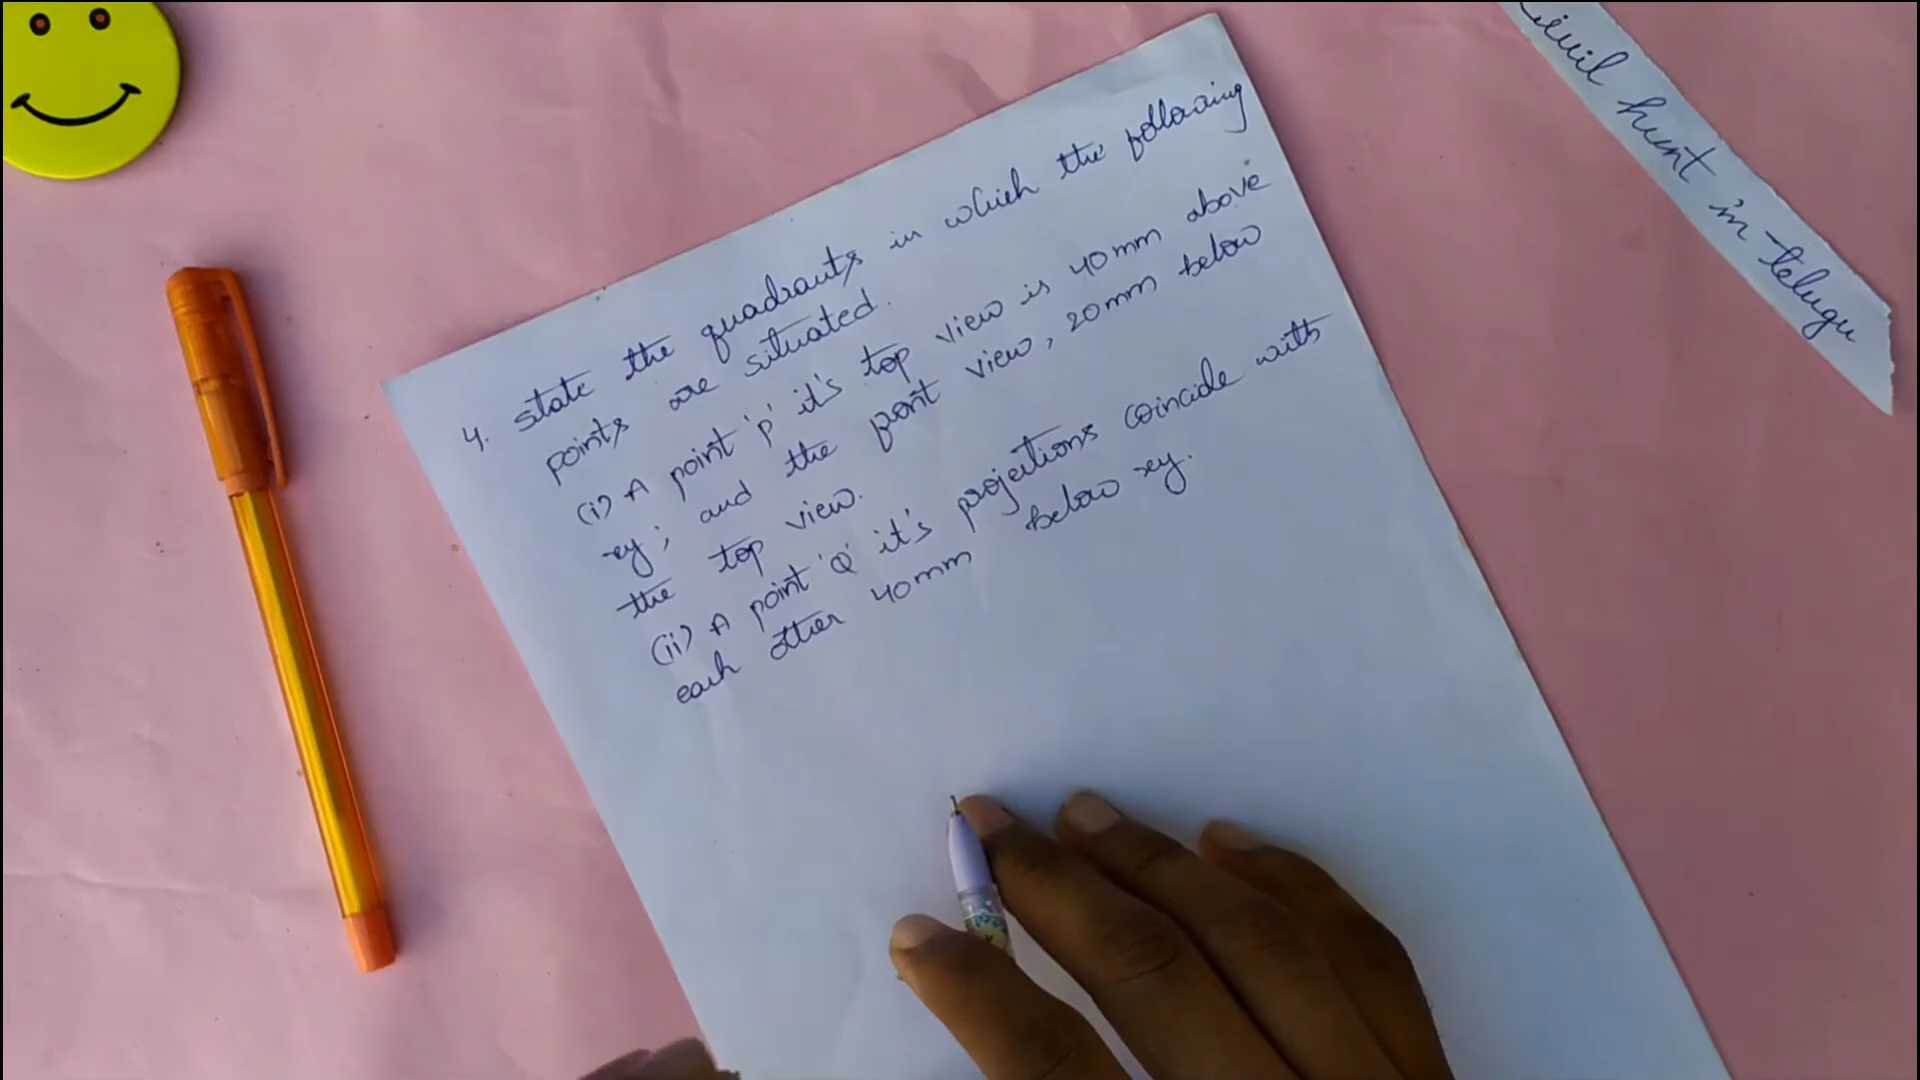 4. state the quadrants in which the following
points are situated.
(i) A point 'p' it's top view is 40mm above
xy; and the font view, 20mm below
the top view.
(ii) A point 'Q' it's projections coincide with
each other 40mm below xy.
civil hunt in telugu